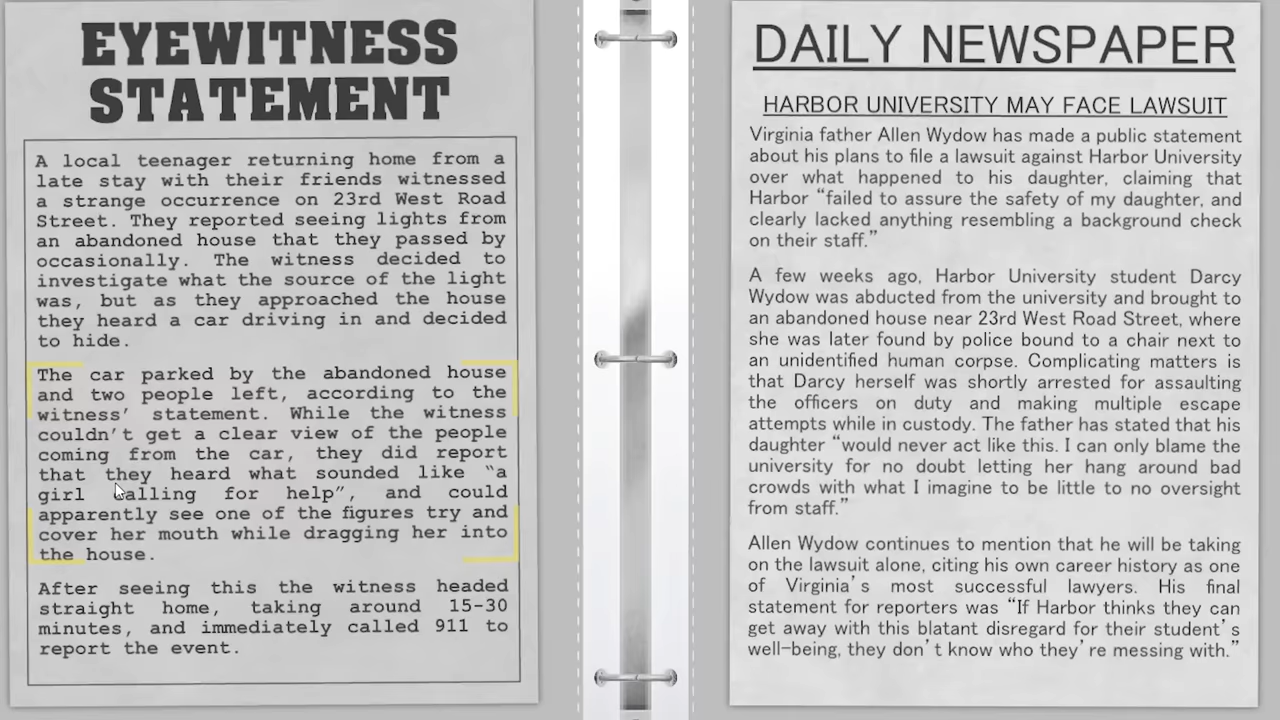 EYEWITNESS
STATEMENT
A local teenager returning home from a
late stay with their friends witnessed
a strange occurrence on 23rd West Road
Street. They reported seeing lights from
an abandoned house that they passed by
occasionally. The witness decided to
investigate what the source of the light
was, but as they approached the house
they heard a car driving in and decided
to hide.
The car parked by the abandoned house
and two people left, according to the
witness’ statement. While the witness
couldn’t get a clear view of the people
coming from the car, they did report
that they heard what sounded like “a
girl calling for help”, and could
apparently see one of the figures try and
cover her mouth while dragging her into
the house.
After seeing this the witness headed
straight home, taking around 15-30
minutes, and immediately called 911 to
report the event.
DAILY NEWSPAPER
HARBOR UNIVERSITY MAY FACE LAWSUIT
Virginia father Allen Wydow has made a public statement
about his plans to file a lawsuit against Harbor University
over what happened to his daughter, claiming that
Harbor “failed to assure the safety of my daughter, and
clearly lacked anything resembling a background check
on their staff.”
A few weeks ago, Harbor University student Darcy
Wydow was abducted from the university and brought to
an abandoned house near 23rd West Road Street, where
she was later found by police bound to a chair next to
an unidentified human corpse. Complicating matters is
that Darcy herself was shortly arrested for assaulting
the officers on duty and making multiple escape
attempts while in custody. The father has stated that his
daughter “would never act like this. I can only blame the
university for no doubt letting her hang around bad
crowds with what I imagine to be little to no oversight
from staff.”
Allen Wydow continues to mention that he will be taking
on the lawsuit alone, citing his own career history as one
of Virginia’s most successful lawyers. His final
statement for reporters was “If Harbor thinks they can
get away with this blatant disregard for their student’s
well-being, they don’t know who they’re messing with.”